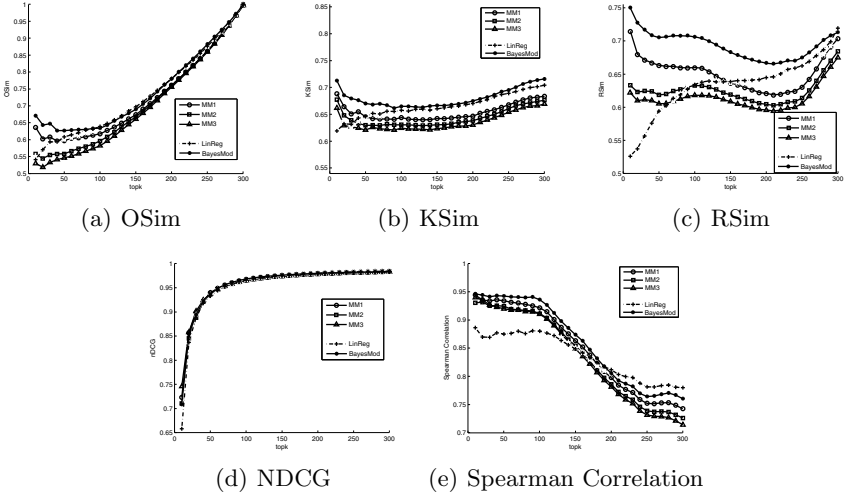 1
0.95
0.9
0.85
0.8
0.75
0.7
0.65
0.6
0.55
0.5
OSim
0 50 100 150 200 250 300
topk
MM1
MM2
MM3
LinReg
BayesMod
(a) OSim
0.85
0.8
0.75
0.7
0.65
0.6
0.55
KSim
0 50 100 150 200 250 300
topk
MM1
MM2
MM3
LinReg
BayesMod
(b) KSim
0.75
0.7
0.65
0.6
0.55
0.5
RSim
0 50 100 150 200 250 300
topk
MM1
MM2
MM3
LinReg
BayesMod
(c) RSim
1
0.95
0.9
0.85
0.8
0.75
0.7
0.65
nDCG
0 50 100 150 200 250 300
topk
MM1
MM2
MM3
LinReg
BayesMod
(d) NDCG
1
0.95
0.9
0.85
0.8
0.75
0.7
Spearman Correlation
0 50 100 150 200 250 300
topk
MM1
MM2
MM3
LinReg
BayesMod
(e) Spearman Correlation